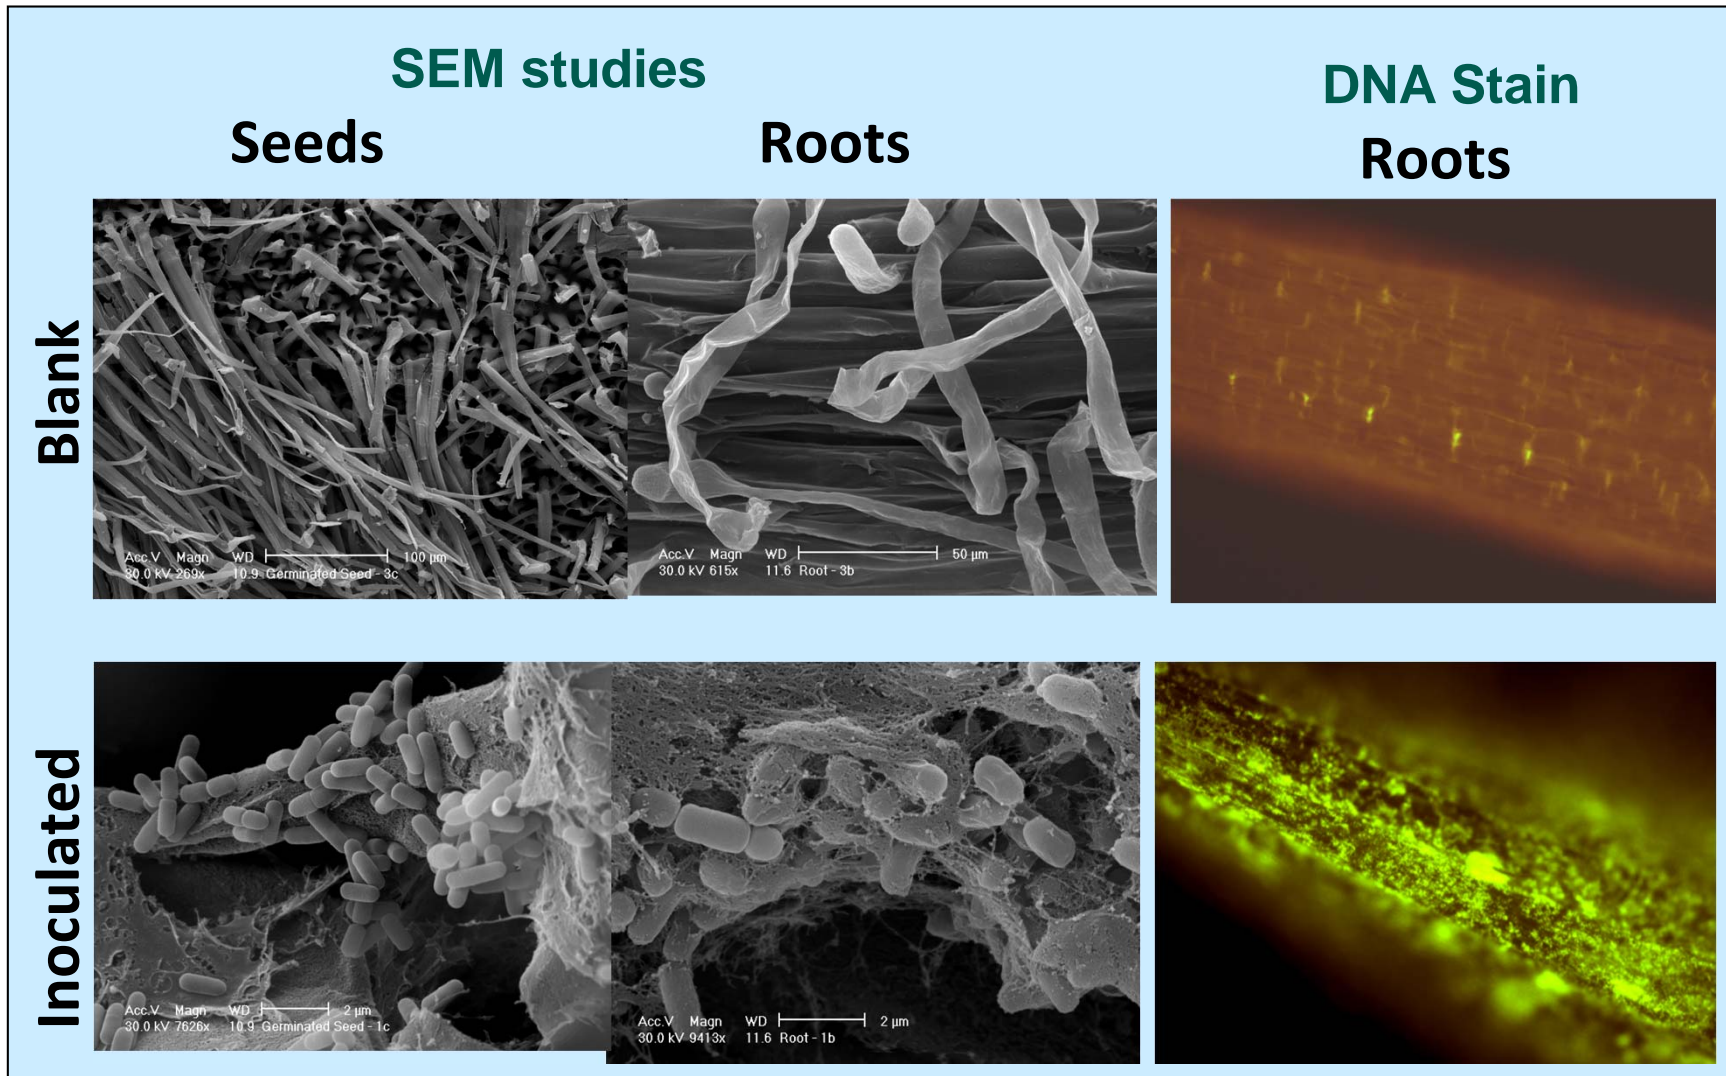 SEM studies
DNA Stain
Seeds
Roots
Roots
Blank
Acc.V Magn WD 100 µm
30.0 kV 269x 10.9 Germinated Seed - 3c
Acc.V Magn WD 50 µm
30.0 kV 615x 11.6 Root - 3b
Inoculated
Acc.V Magn WD 2 µm
30.0 kV 7626x 10.9 Germinated Seed - 1c
Acc.V Magn WD 2 µm
30.0 kV 9413x 11.6 Root - 1b